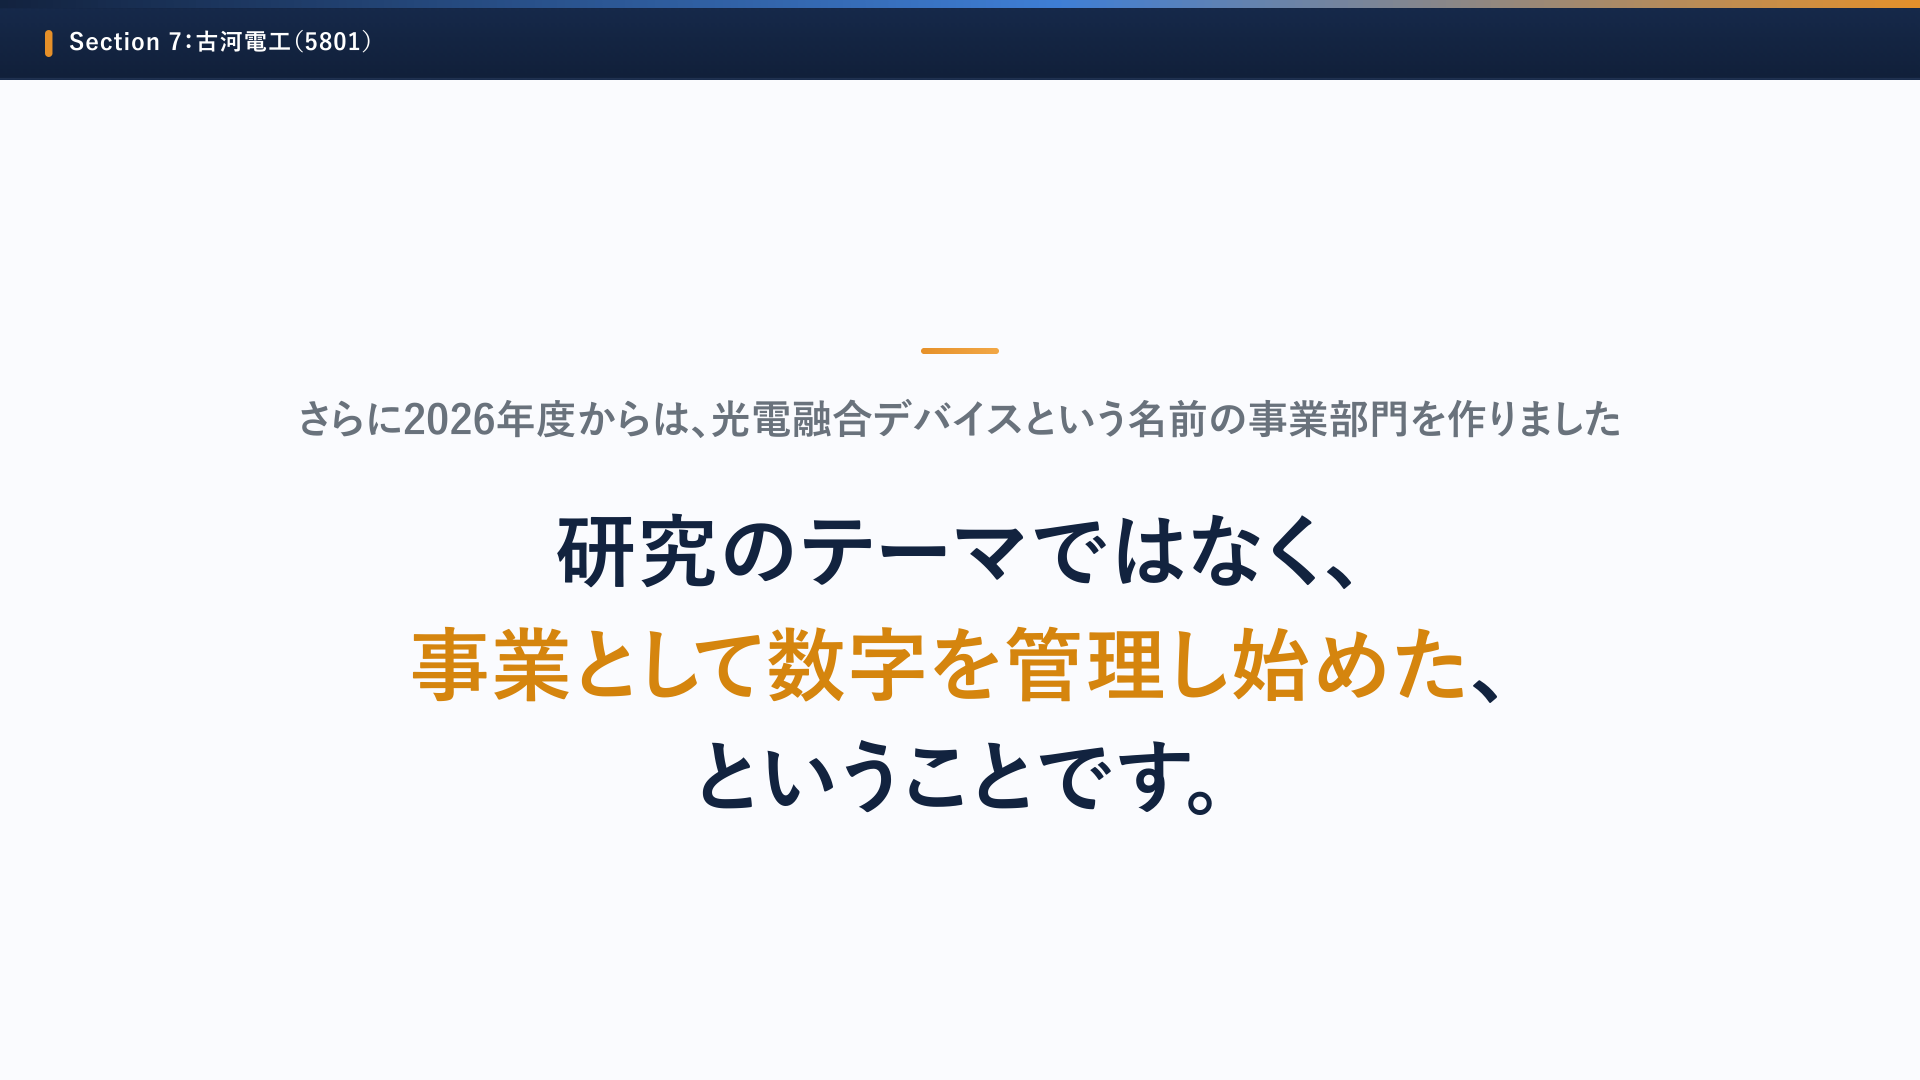 Section 7：古河電工（5801）
さらに2026年度からは、光電融合デバイスという名前の事業部門を作りました
研究のテーマではなく、
事業として数字を管理し始めた、
ということです。